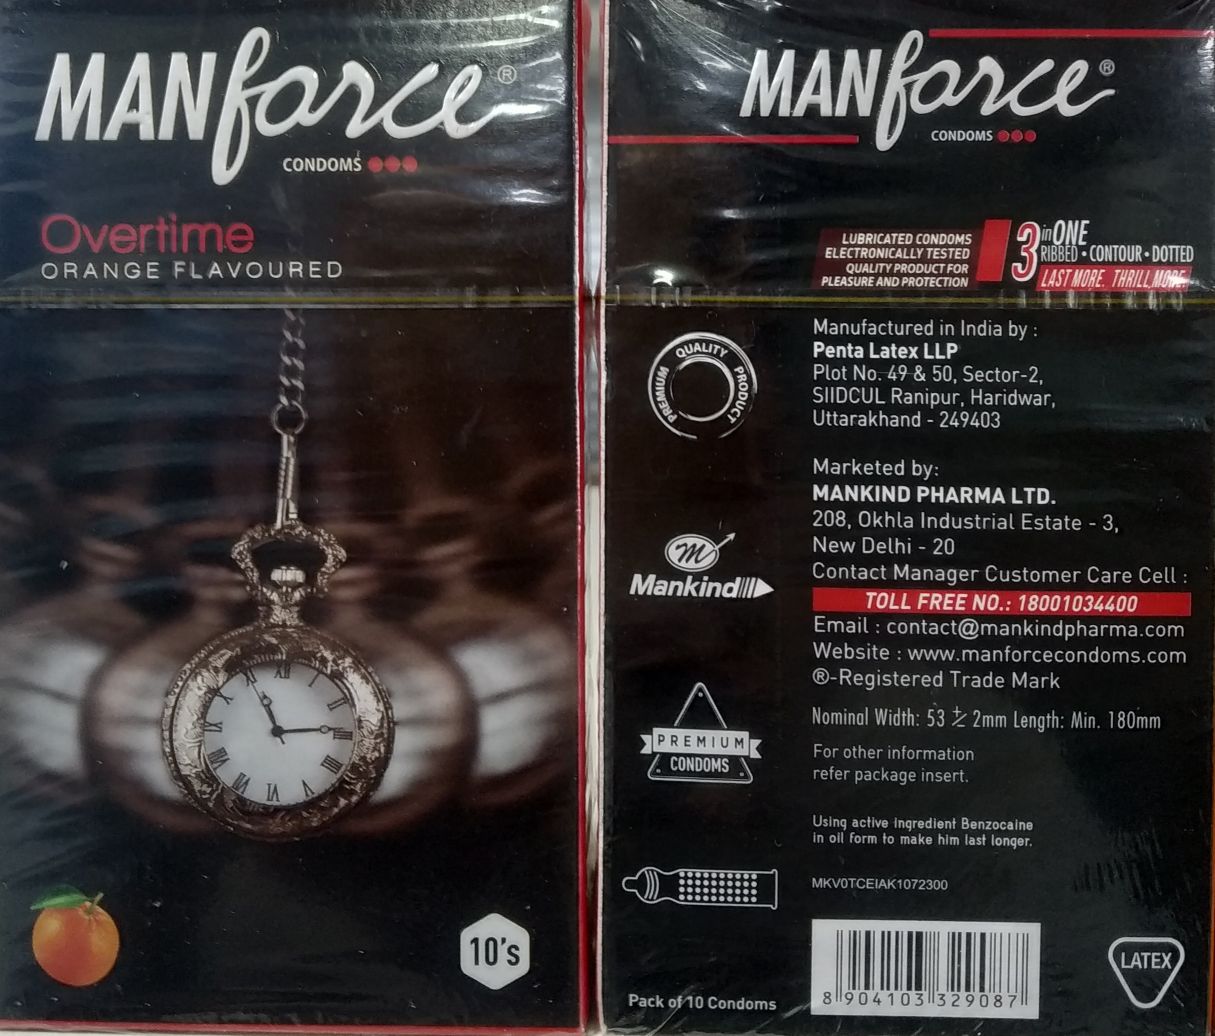 MANforce®
CONDOMS
Overtime
ORANGE FLAVOURED
10's
MANforce®
CONDOMS
LUBRICATED CONDOMS
ELECTRONICALLY TESTED
QUALITY PRODUCT FOR
PLEASURE AND PROTECTION
3 in ONE
RIBBED • CONTOUR • DOTTED
LAST MORE. THRILL MORE.
PREMIUM QUALITY PRODUCT
Manufactured in India by :
Penta Latex LLP
Plot No. 49 & 50, Sector-2,
SIIDCUL Ranipur, Haridwar,
Uttarakhand - 249403
Marketed by:
MANKIND PHARMA LTD.
208, Okhla Industrial Estate - 3,
New Delhi - 20
Contact Manager Customer Care Cell :
TOLL FREE NO.: 18001034400
Email : contact@mankindpharma.com
Website : www.manforcecondoms.com
®-Registered Trade Mark
m
Mankind
Nominal Width: 53 ± 2mm Length: Min. 180mm
PREMIUM
CONDOMS
For other information
refer package insert.
Using active Ingredient Benzocaine
in oil form to make him last longer.
MKV0TCEIAK1072300
8 904103 329087
LATEX
Pack of 10 Condoms